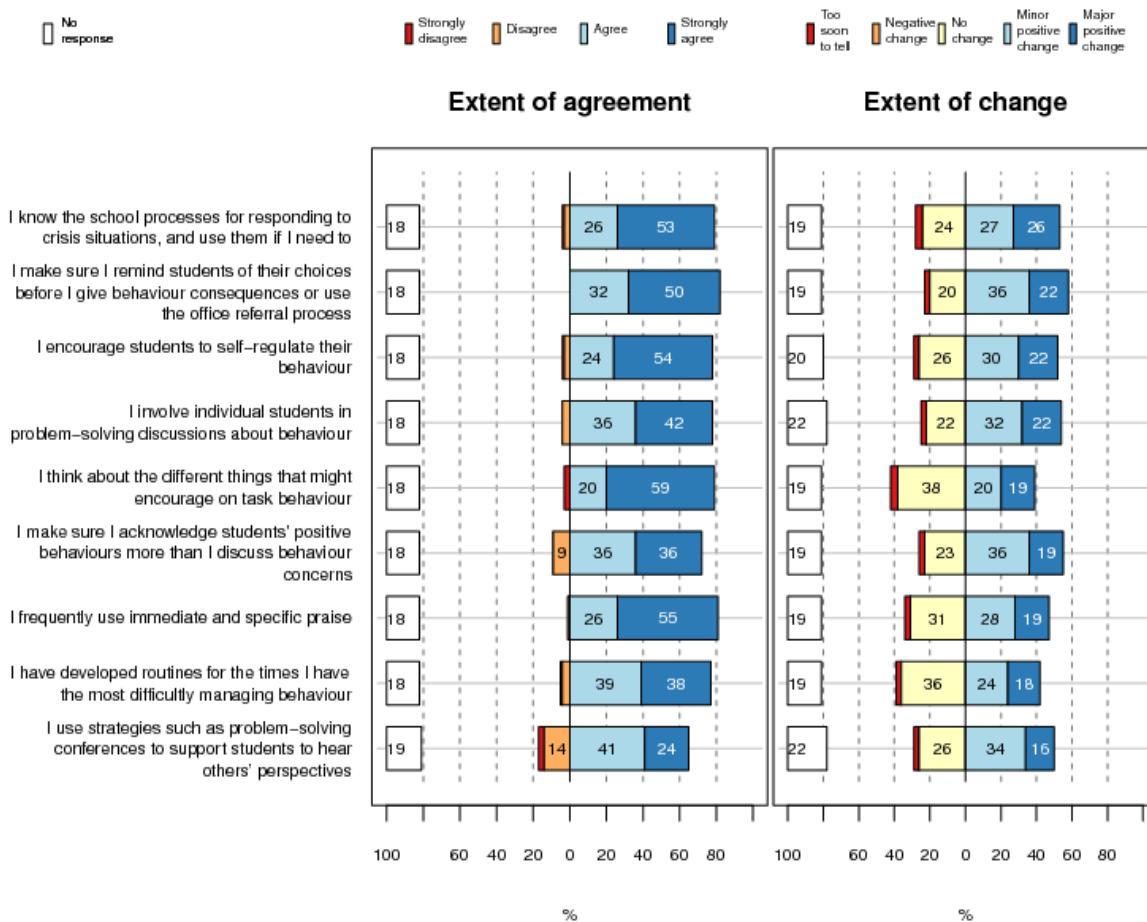 No response
Strongly disagree
Disagree
Agree
Strongly agree
Too soon to tell
Negative change
No change
Minor positive change
Major positive change
Extent of agreement
Extent of change
I know the school processes for responding to
crisis situations, and use them if I need to
18 26 53 19 24 27 26
I make sure I remind students of their choices
before I give behaviour consequences or use
the office referral process
18 32 50 19 20 36 22
I encourage students to self−regulate their
behaviour
18 24 54 20 26 30 22
I involve individual students in
problem−solving discussions about behaviour
18 36 42 22 22 32 22
I think about the different things that might
encourage on task behaviour
18 20 59 19 38 20 19
I make sure I acknowledge students' positive
behaviours more than I discuss behaviour
concerns
18 9 36 36 19 23 36 19
I frequently use immediate and specific praise
18 26 55 19 31 28 19
I have developed routines for the times I have
the most difficultly managing behaviour
18 39 38 19 36 24 18
I use strategies such as problem−solving
conferences to support students to hear
others' perspectives
19 14 41 24 22 26 34 16
100 60 40 20 0 20 40 60 80
100 60 40 20 0 20 40 60 80
% %